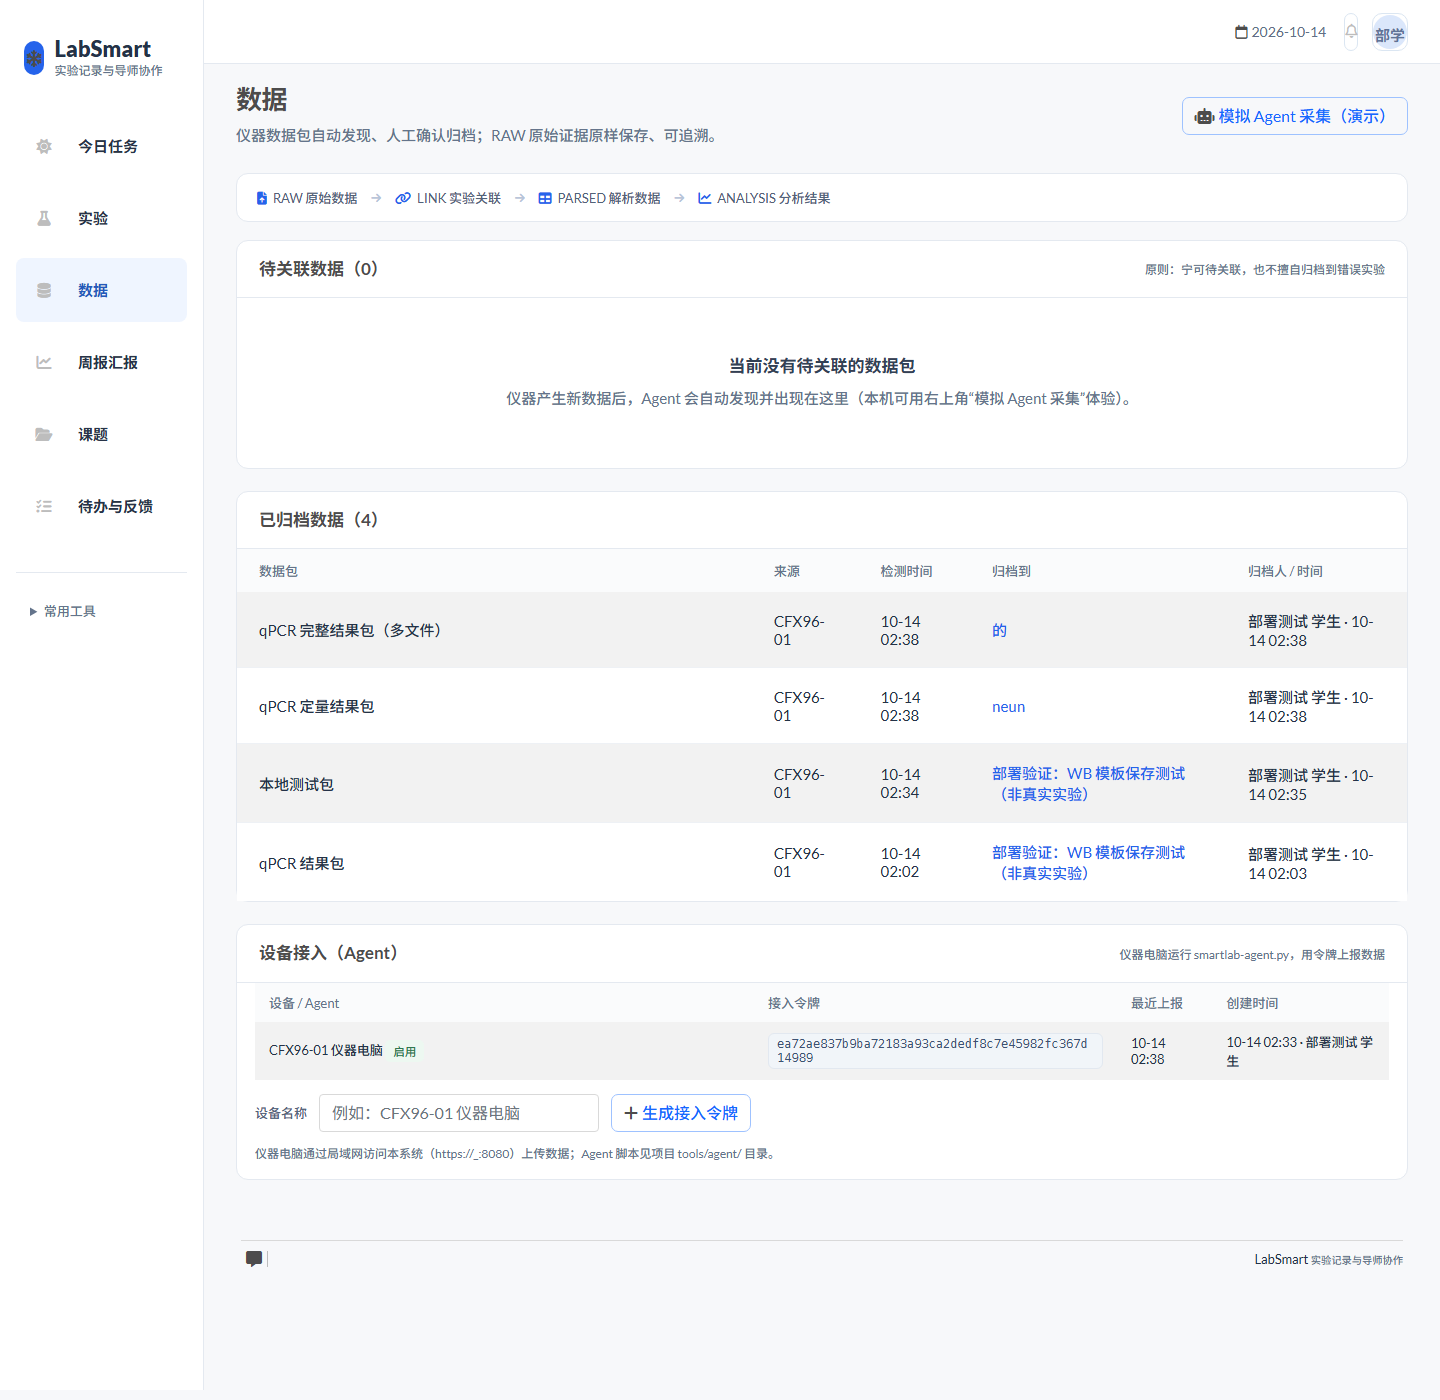 LabSmart
实验记录与导师协作
今日任务
实验
数据
周报汇报
课题
待办与反馈
常用工具
2026-10-14
部学
数据
仪器数据包自动发现、人工确认归档；RAW 原始证据原样保存、可追溯。
模拟 Agent 采集（演示）
RAW 原始数据 → LINK 实验关联 → PARSED 解析数据 → ANALYSIS 分析结果
待关联数据（0）
原则：宁可待关联，也不擅自归档到错误实验
当前没有待关联的数据包
仪器产生新数据后，Agent 会自动发现并出现在这里（本机可用右上角“模拟 Agent 采集”体验）。
已归档数据（4）
数据包 来源 检测时间 归档到 归档人 / 时间
qPCR 完整结果包（多文件） CFX96-01 10-14 02:38 的 部署测试 学生 · 10-14 02:38
qPCR 定量结果包 CFX96-01 10-14 02:38 neun 部署测试 学生 · 10-14 02:38
本地测试包 CFX96-01 10-14 02:34 部署验证：WB 模板保存测试（非真实实验） 部署测试 学生 · 10-14 02:35
qPCR 结果包 CFX96-01 10-14 02:02 部署验证：WB 模板保存测试（非真实实验） 部署测试 学生 · 10-14 02:03
设备接入（Agent）
仪器电脑运行 smartlab-agent.py，用令牌上报数据
设备 / Agent 接入令牌 最近上报 创建时间
CFX96-01 仪器电脑 启用 ea72ae837b9ba72183a93ca2dedf8c7e45982fc367d14989 10-14 02:38 10-14 02:33 · 部署测试 学生
设备名称 例如：CFX96-01 仪器电脑 生成接入令牌
仪器电脑通过局域网访问本系统（https://_:8080）上传数据；Agent 脚本见项目 tools/agent/ 目录。
LabSmart 实验记录与导师协作